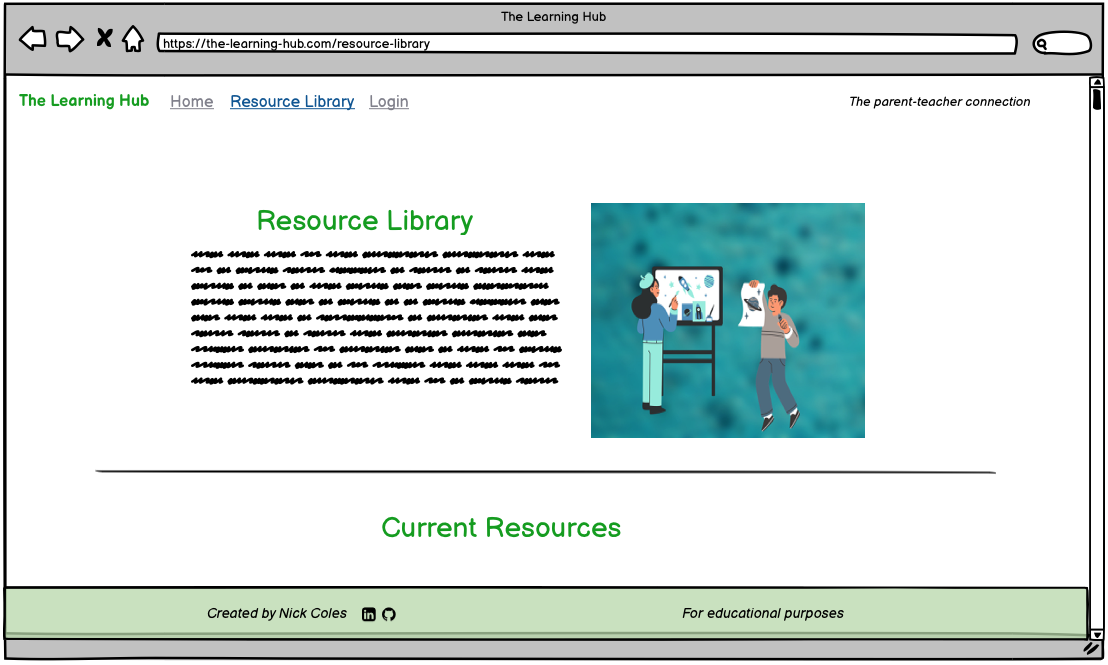 The Learning Hub
https://the-learning-hub.com/resource-library
The Learning Hub Home Resource Library Login The parent-teacher connection
Resource Library
Current Resources
Created by Nick Coles For educational purposes